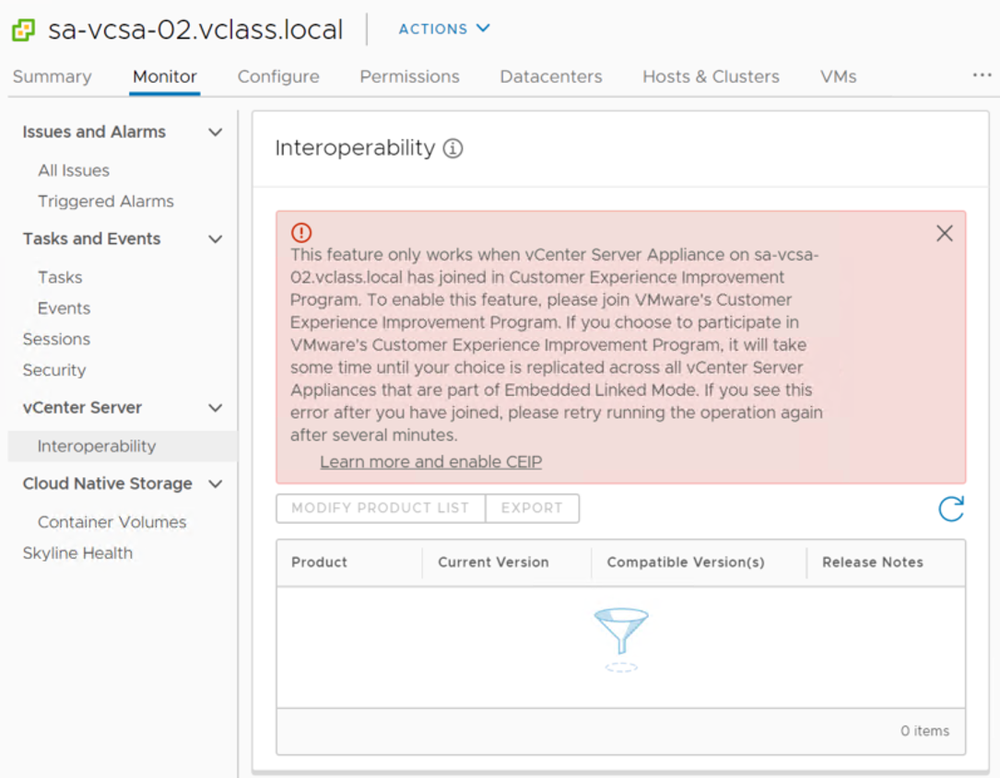 sa-vcsa-02.vclass.local
ACTIONS
Summary
Monitor
Configure
Permissions
Datacenters
Hosts & Clusters
VMs
...
Issues and Alarms
All Issues
Triggered Alarms
Tasks and Events
Tasks
Events
Sessions
Security
vCenter Server
Interoperability
Cloud Native Storage
Container Volumes
Skyline Health
Interoperability
This feature only works when vCenter Server Appliance on sa-vcsa-
02.vclass.local has joined in Customer Experience Improvement
Program. To enable this feature, please join VMware's Customer
Experience Improvement Program. If you choose to participate in
VMware's Customer Experience Improvement Program, it will take
some time until your choice is replicated across all vCenter Server
Appliances that are part of Embedded Linked Mode. If you see this
error after you have joined, please retry running the operation again
after several minutes.
Learn more and enable CEIP
MODIFY PRODUCT LIST
EXPORT
Product
Current Version
Compatible Version(s)
Release Notes
0 items